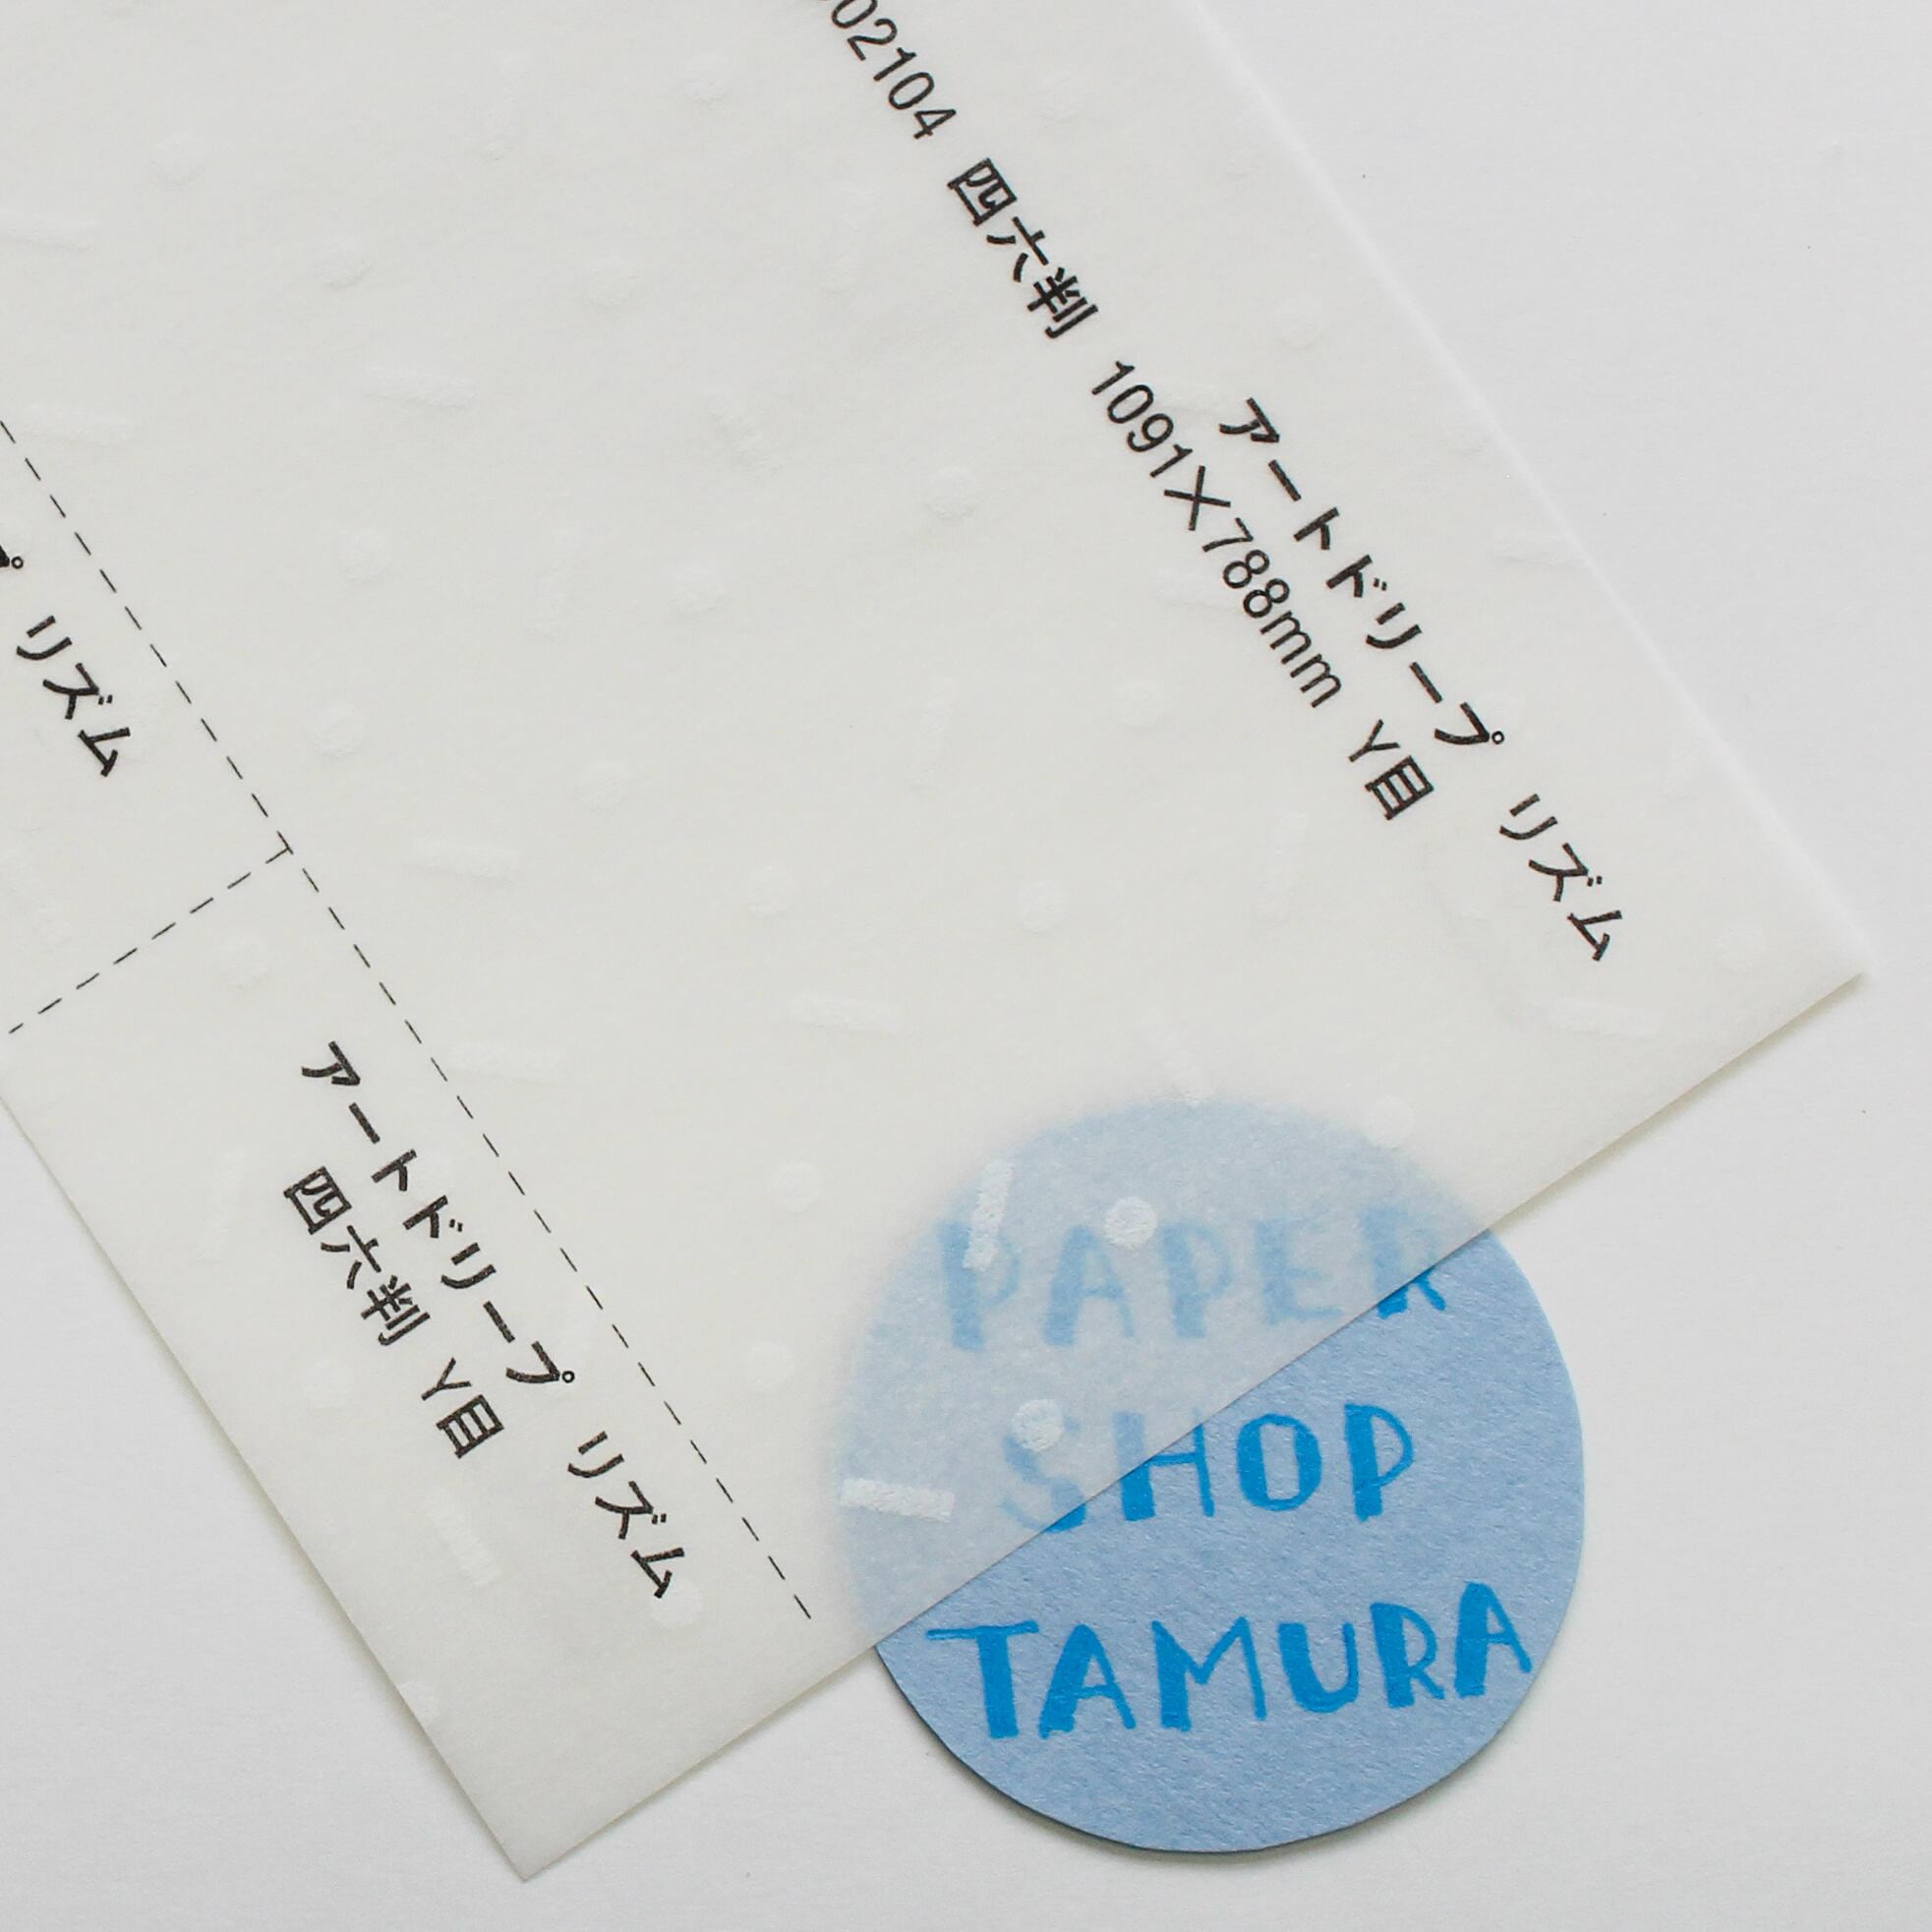 アートドリープ リズム
02104 四六判 1091×788mm Y目
プ リズム
アートドリープ リズム
四六判 Y目
PAPER
SHOP
TAMURA